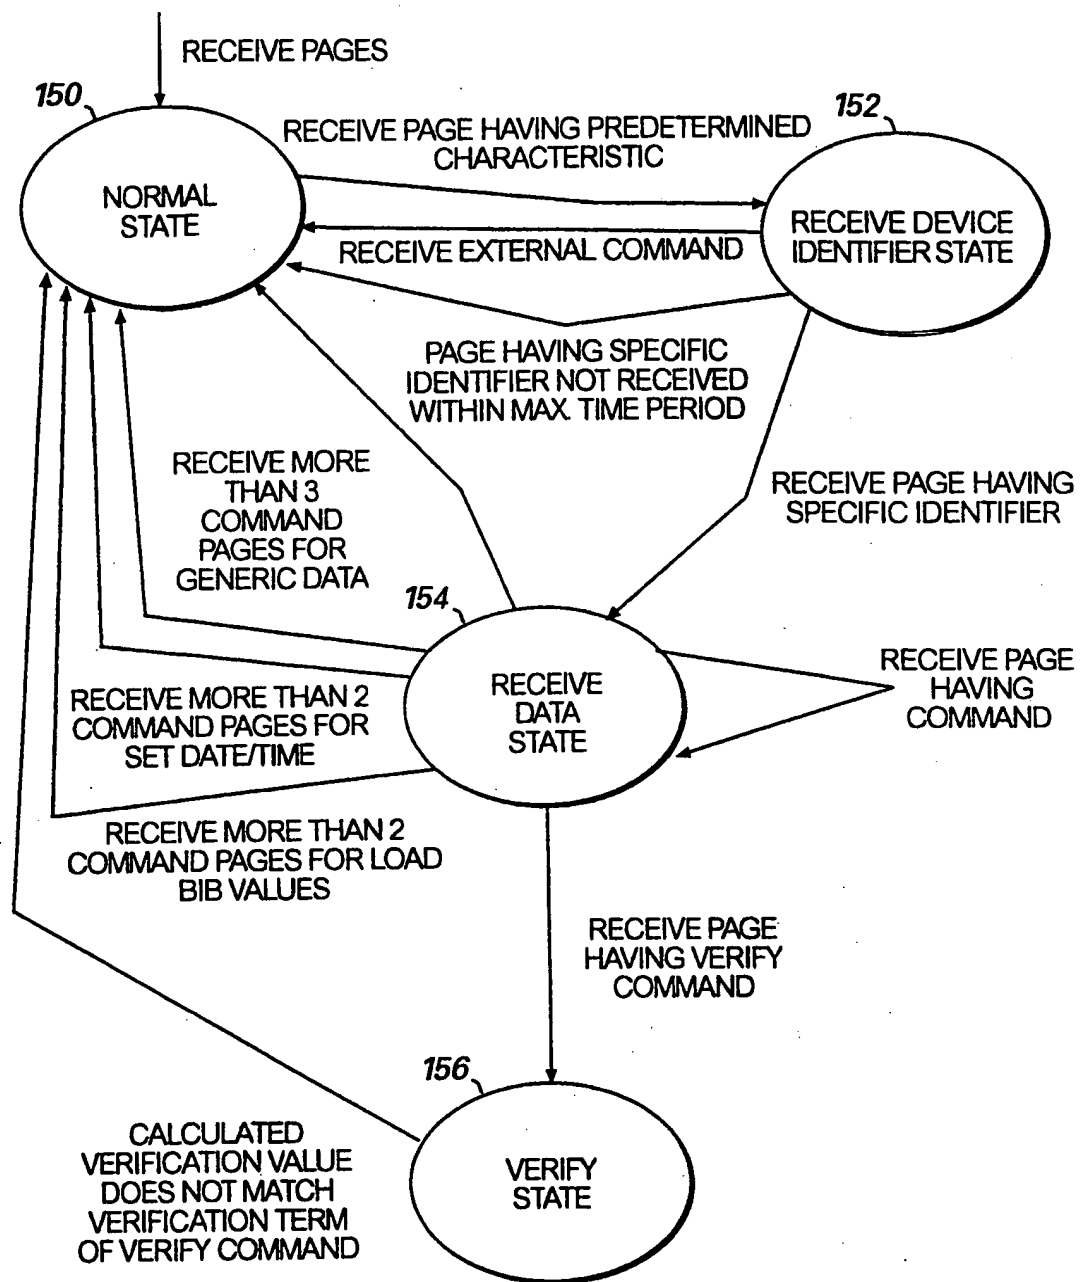 RECEIVE PAGES
150
152
RECEIVE PAGE HAVING PREDETERMINED
CHARACTERISTIC
NORMAL
STATE
RECEIVE DEVICE
IDENTIFIER STATE
RECEIVE EXTERNAL COMMAND
PAGE HAVING SPECIFIC
IDENTIFIER NOT RECEIVED
WITHIN MAX. TIME PERIOD
RECEIVE MORE
THAN 3
COMMAND
PAGES FOR
GENERIC DATA
RECEIVE PAGE HAVING
SPECIFIC IDENTIFIER
154
RECEIVE
DATA
STATE
RECEIVE PAGE
HAVING
COMMAND
RECEIVE MORE THAN 2
COMMAND PAGES FOR
SET DATE/TIME
RECEIVE MORE THAN 2
COMMAND PAGES FOR LOAD
BIB VALUES
RECEIVE PAGE
HAVING VERIFY
COMMAND
156
CALCULATED
VERIFICATION VALUE
DOES NOT MATCH
VERIFICATION TERM
OF VERIFY COMMAND
VERIFY
STATE